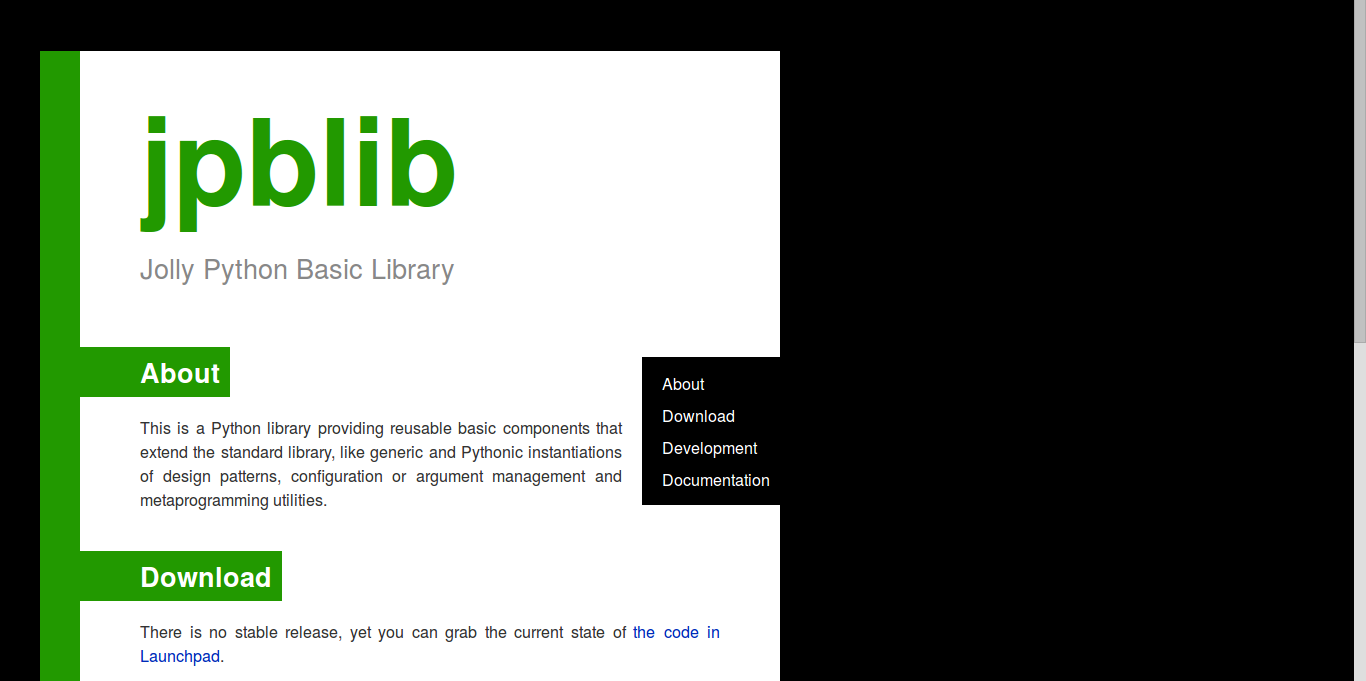 jpblib
Jolly Python Basic Library
About
This is a Python library providing reusable basic components that
extend the standard library, like generic and Pythonic instantiations
of design patterns, configuration or argument management and
metaprogramming utilities.
About
Download
Development
Documentation
Download
There is no stable release, yet you can grab the current state of the code in
Launchpad.